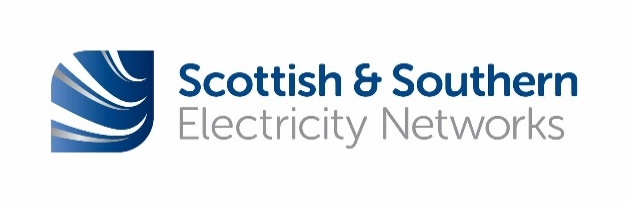 Scottish & Southern
Electricity Networks